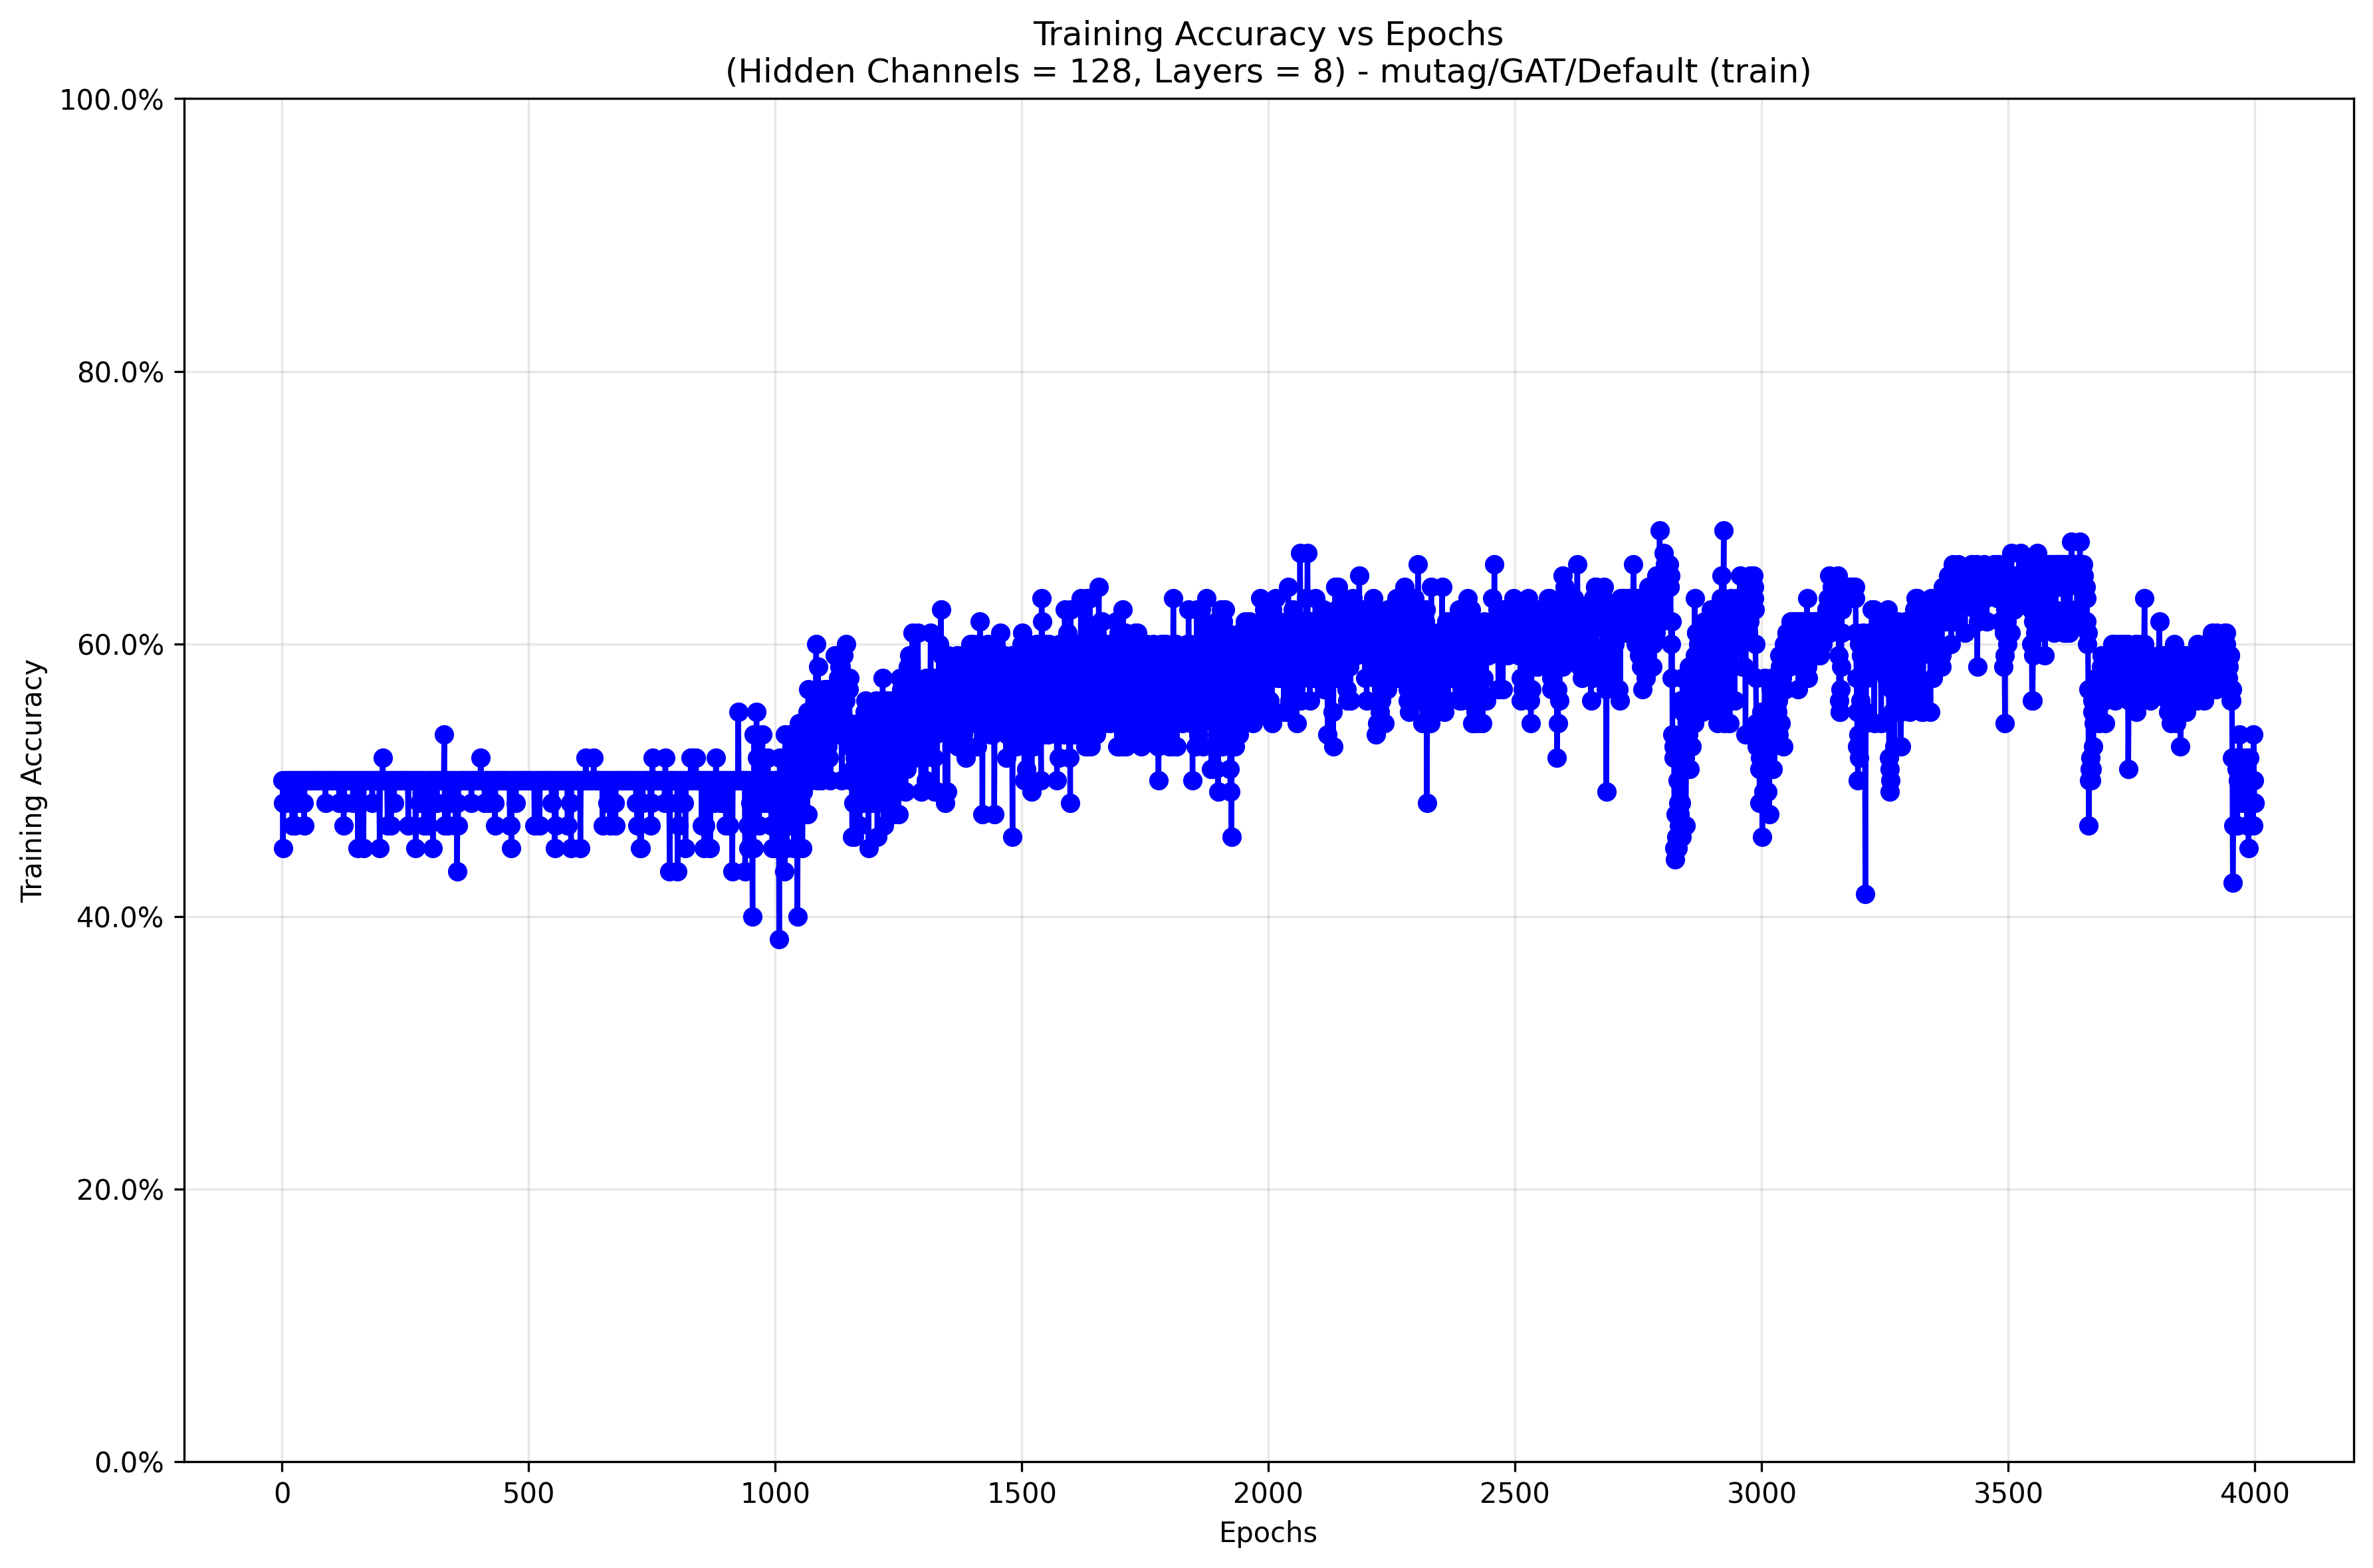 Training Accuracy vs Epochs
(Hidden Channels = 128, Layers = 8) - mutag/GAT/Default (train)
100.0%
80.0%
60.0%
40.0%
20.0%
0.0%
Training Accuracy
0 500 1000 1500 2000 2500 3000 3500 4000
Epochs